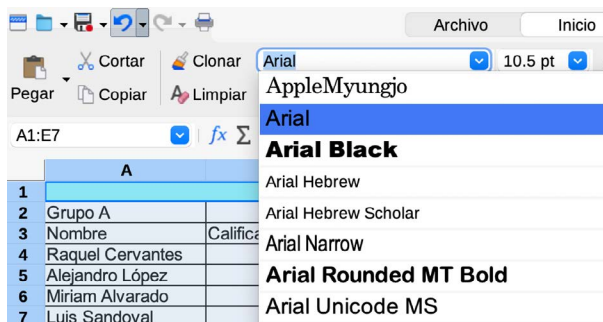 Archivo Inicio
Cortar Clonar Arial 10.5 pt
Pegar Copiar Limpiar
AppleMyungjo
Arial
Arial Black
Arial Hebrew
Arial Hebrew Scholar
Arial Narrow
Arial Rounded MT Bold
Arial Unicode MS
A1:E7 fx Σ
A
1
2 Grupo A
3 Nombre
4 Raquel Cervantes
5 Alejandro López
6 Miriam Alvarado
7 Luis Sandoval